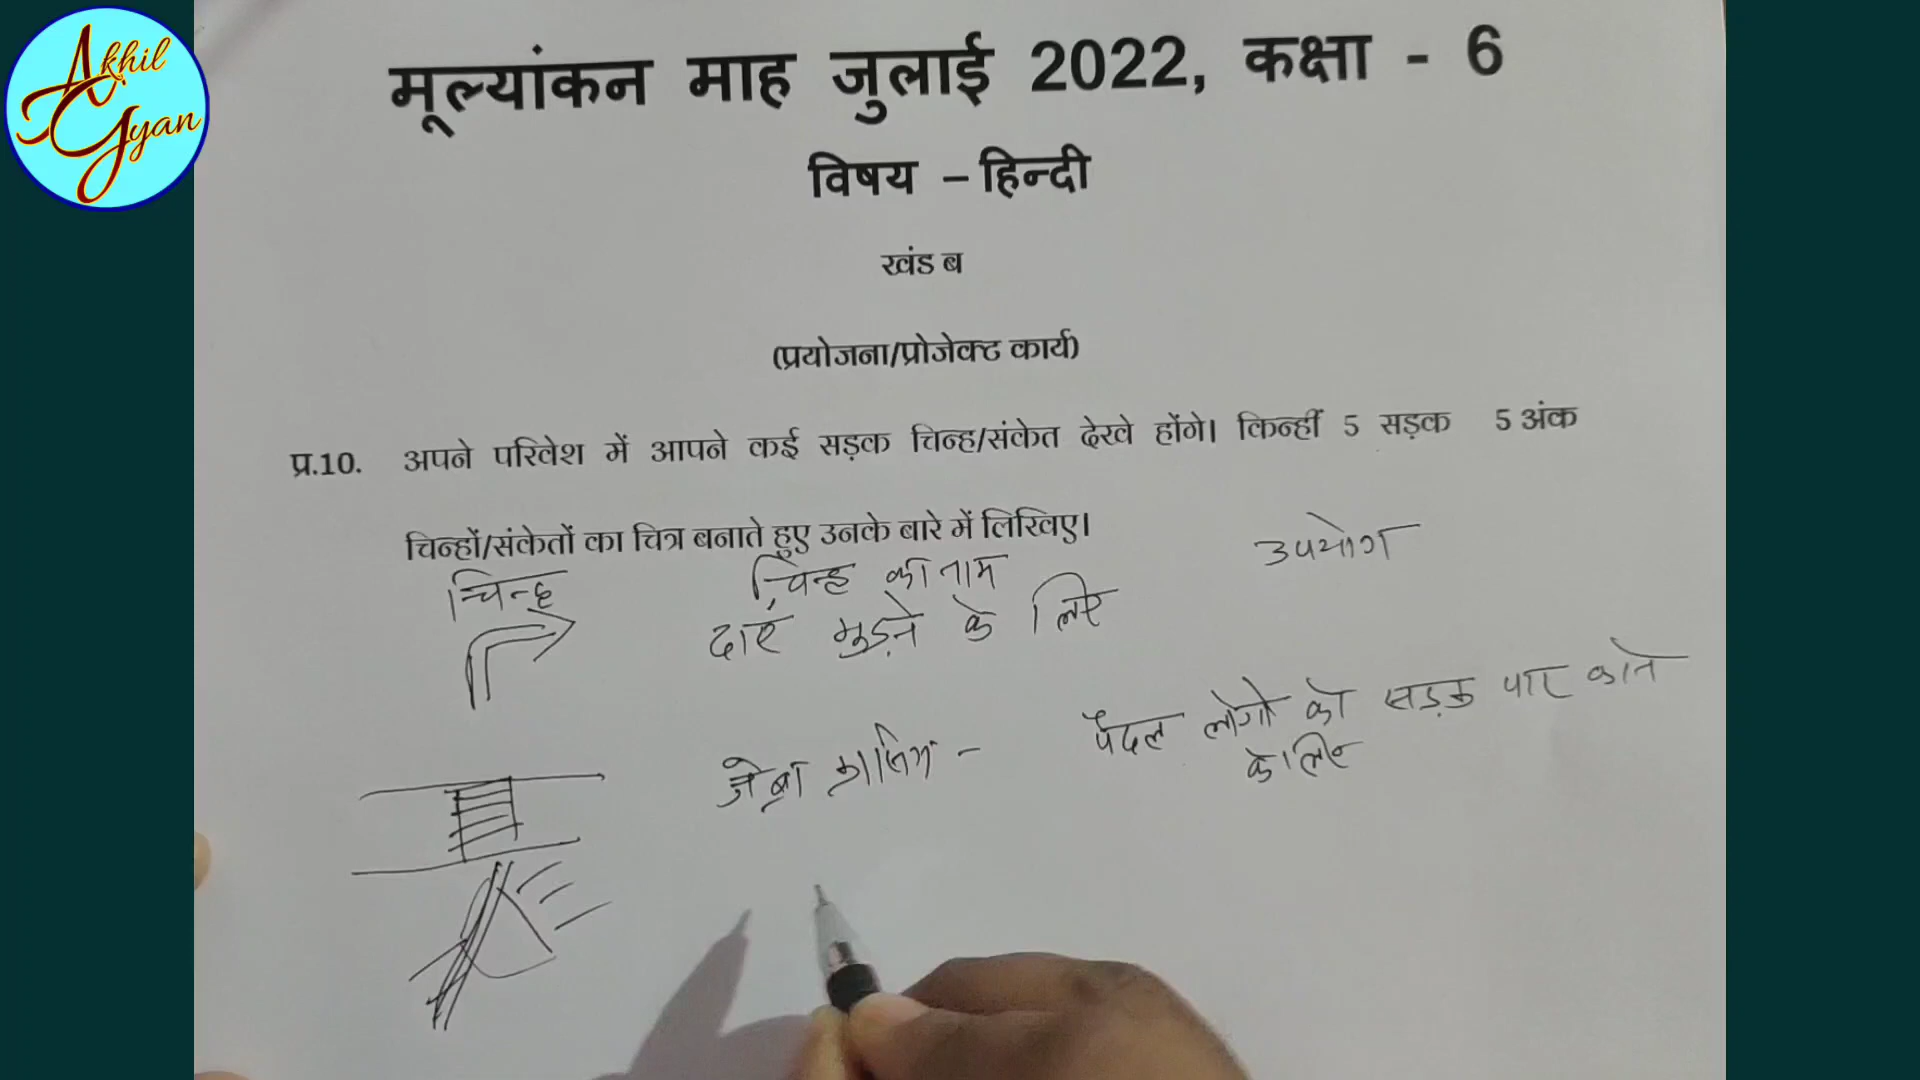 Akhil
Gyan
मूल्यांकन माह जुलाई 2022, कक्षा - 6
विषय – हिन्दी
खंड ब
(प्रयोजना/प्रोजेक्ट कार्य)
प्र.10. अपने परिवेश में आपने कई सड़क चिन्ह/संकेत देखे होंगे। किन्हीं 5 सड़क 5 अंक
चिन्हों/संकेतों का चित्र बनाते हुए उनके बारे में लिखिए।
चिन्ह चिन्ह का नाम उपयोग
दाएं मुड़ने के लिए
जेब्रा क्रासिंग – पैदल लोगो को सड़क पार करने
के लिए